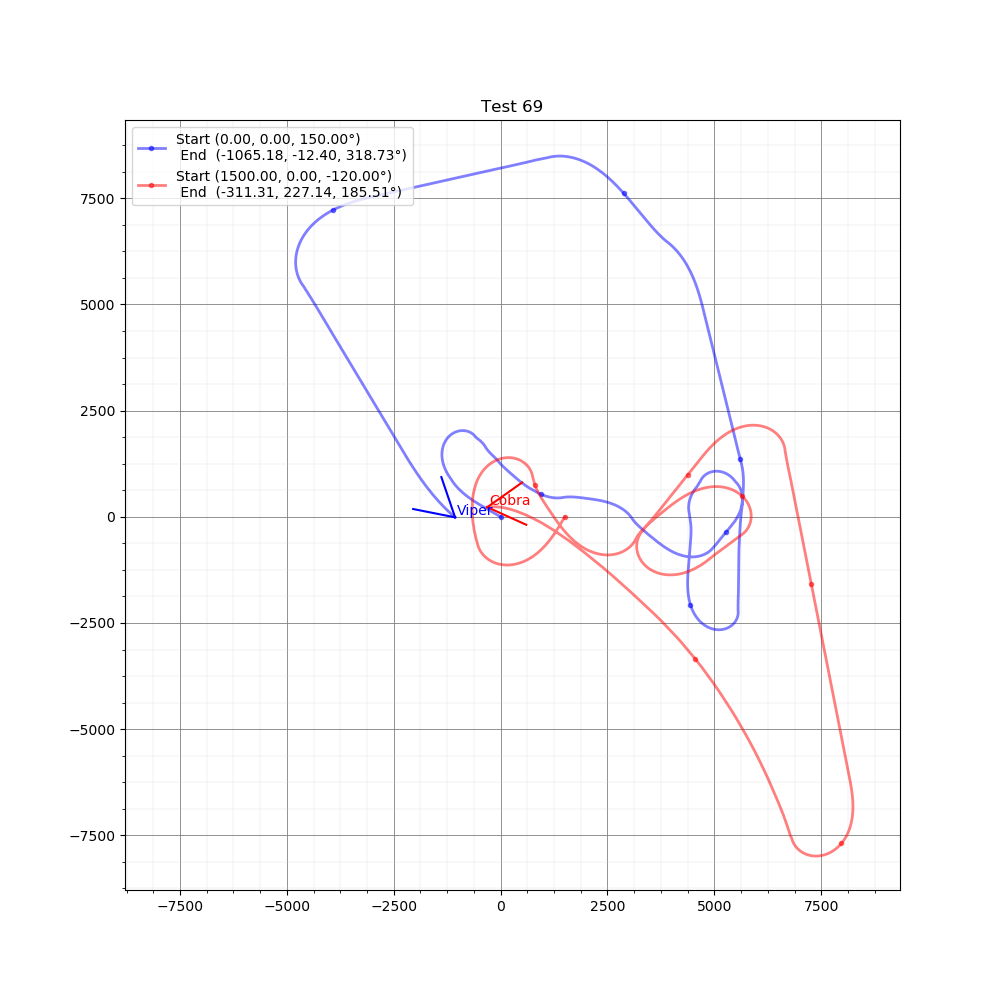 Test 69
Start (0.00, 0.00, 150.00°)
End  (-1065.18, -12.40, 318.73°)
Start (1500.00, 0.00, -120.00°)
End  (-311.31, 227.14, 185.51°)
7500
5000
2500
0
−2500
−5000
−7500
Cobra
Viper
−7500
−5000
−2500
0
2500
5000
7500